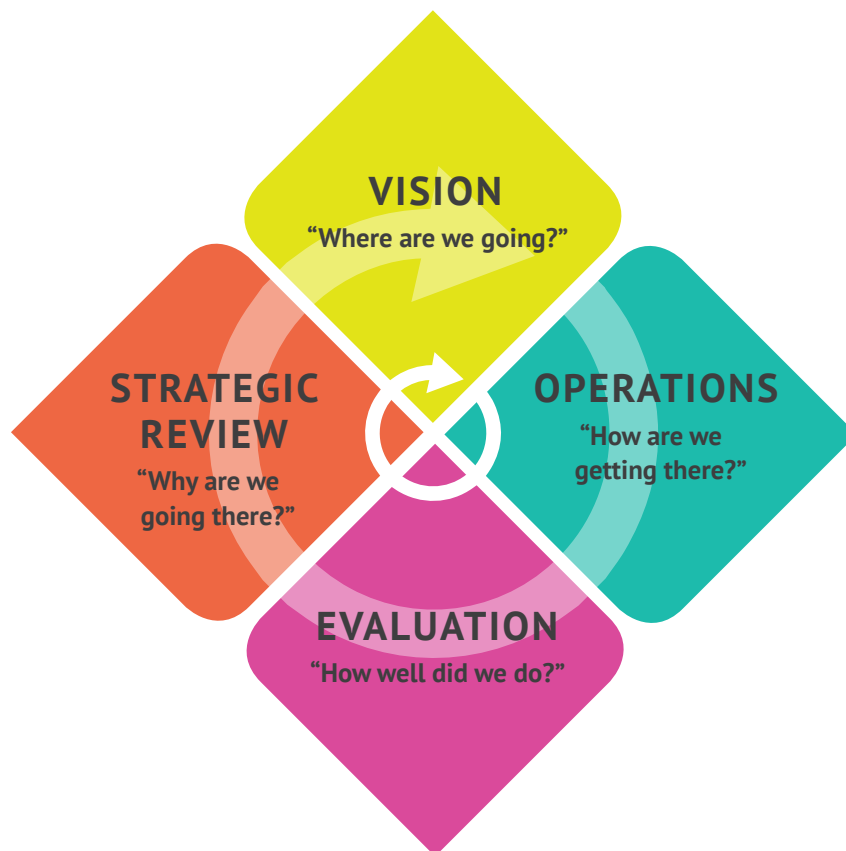 VISION
“Where are we going?”
OPERATIONS
“How are we
getting there?”
EVALUATION
“How well did we do?”
STRATEGIC
REVIEW
“Why are we
going there?”